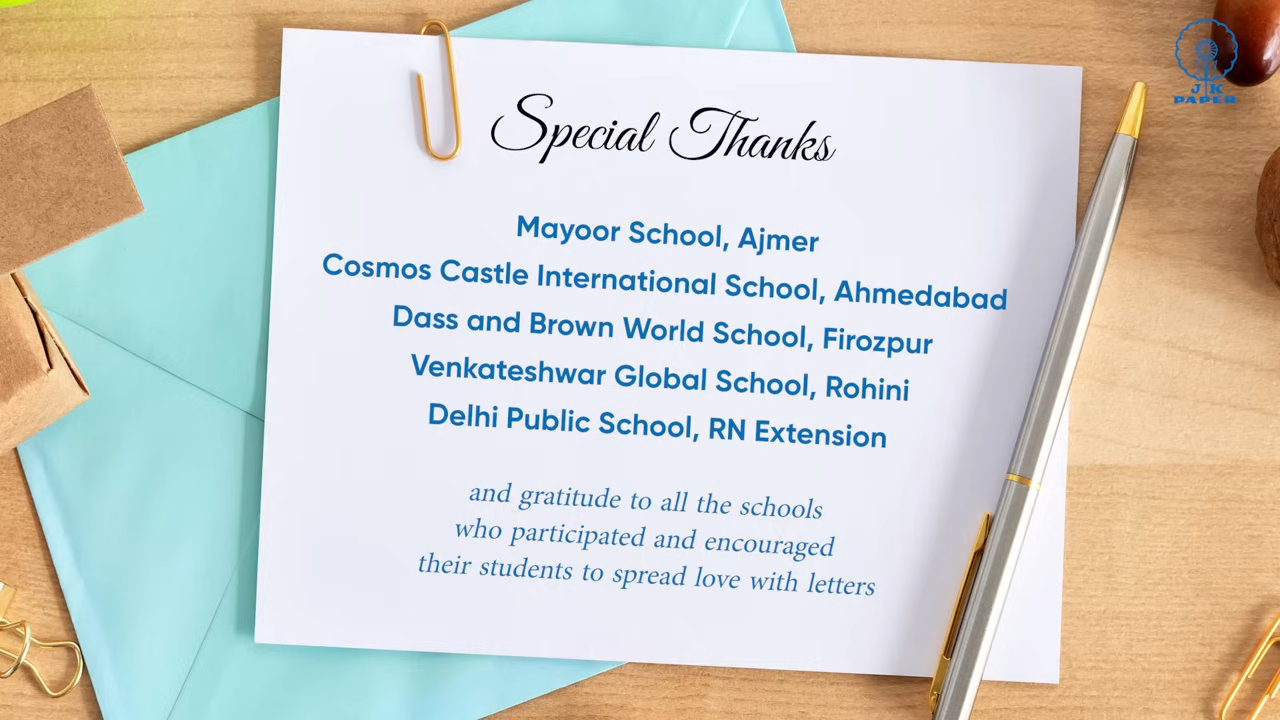 Special Thanks
Mayoor School, Ajmer
Cosmos Castle International School, Ahmedabad
Dass and Brown World School, Firozpur
Venkateshwar Global School, Rohini
Delhi Public School, RN Extension
and gratitude to all the schools
who participated and encouraged
their students to spread love with letters
JK
PAPER